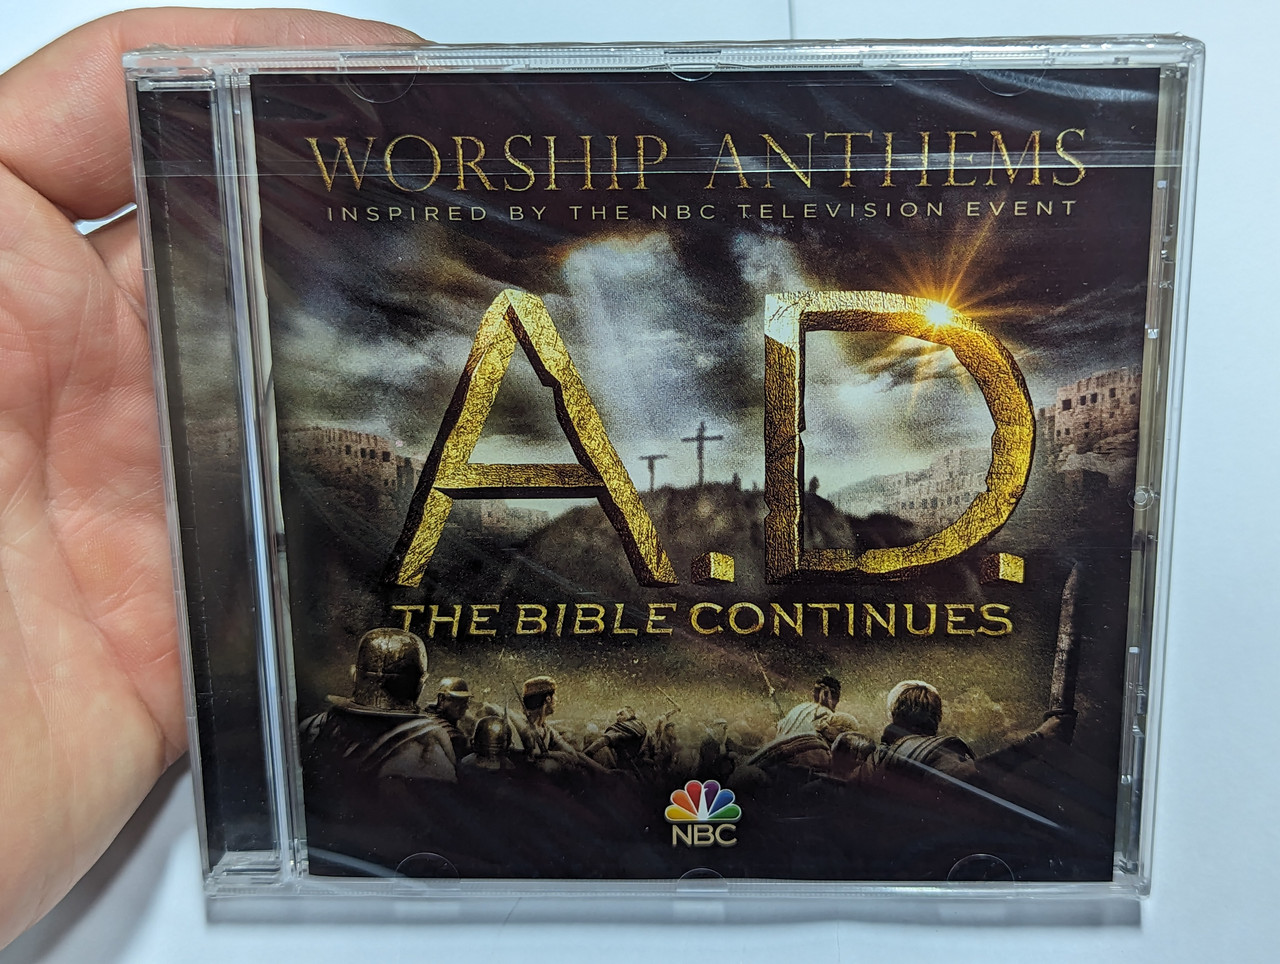 WORSHIP ANTHEMS
INSPIRED BY THE NBC TELEVISION EVENT
A.D.
THE BIBLE CONTINUES
NBC